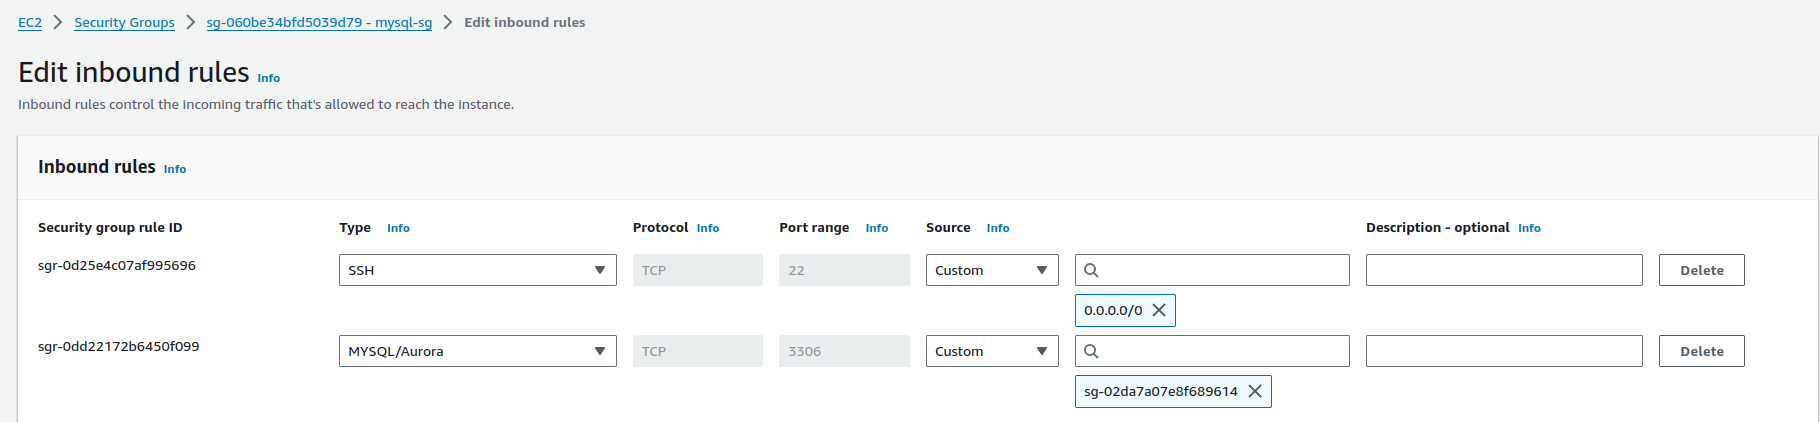 EC2 > Security Groups > sg-060be34bfd5039d79 - mysql-sg > Edit inbound rules
Edit inbound rules Info
Inbound rules control the incoming traffic that's allowed to reach the instance.
Inbound rules Info
Security group rule ID Type Info Protocol Info Port range Info Source Info Description - optional Info
sgr-0d25e4c07af995696 SSH TCP 22 Custom Delete
0.0.0.0/0
sgr-0dd22172b6450f099 MYSQL/Aurora TCP 3306 Custom Delete
sg-02da7a07e8f689614